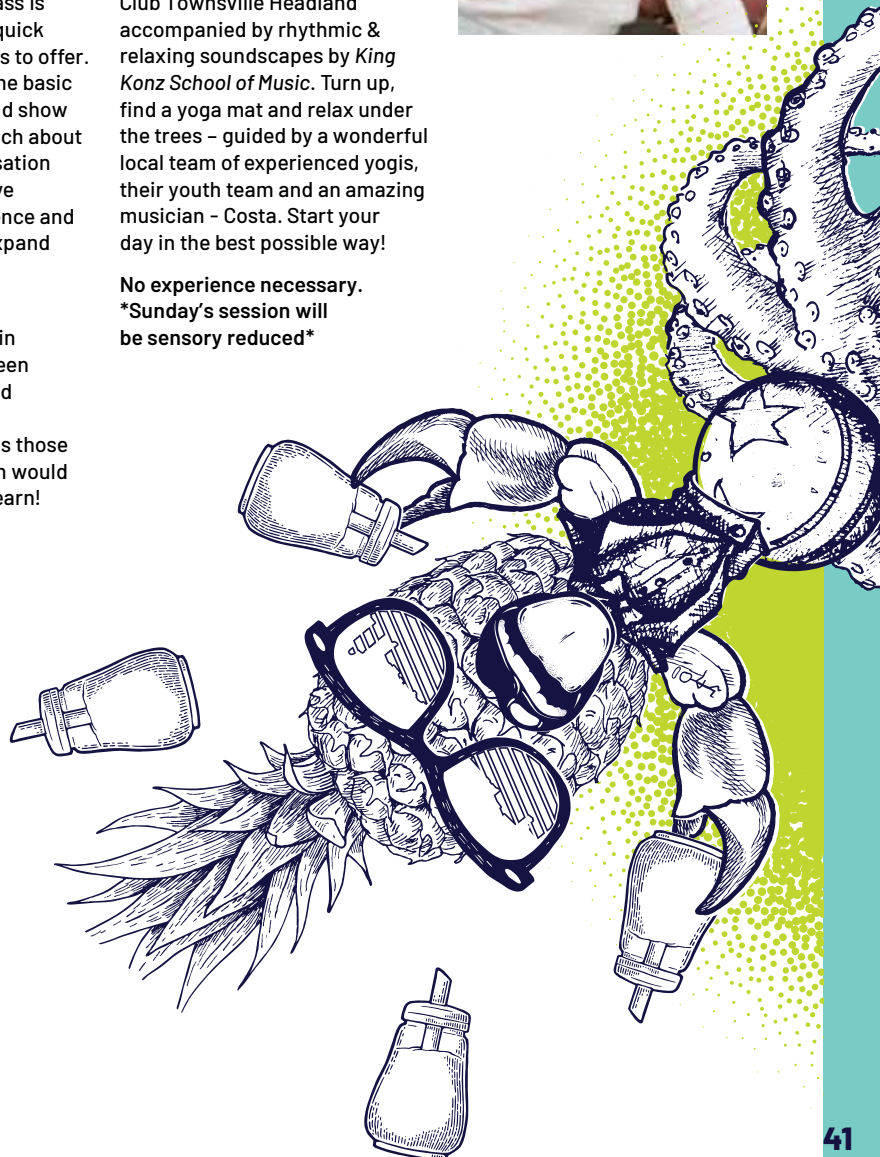 ass is
quick
s to offer.
ne basic
d show
ch about
sation
ve
ence and
xpand
in
een
d
s those
n would
earn!
Club Townsville Headland
accompanied by rhythmic &
relaxing soundscapes by King
Konz School of Music. Turn up,
find a yoga mat and relax under
the trees – guided by a wonderful
local team of experienced yogis,
their youth team and an amazing
musician - Costa. Start your
day in the best possible way!
No experience necessary.
*Sunday's session will
be sensory reduced*
41